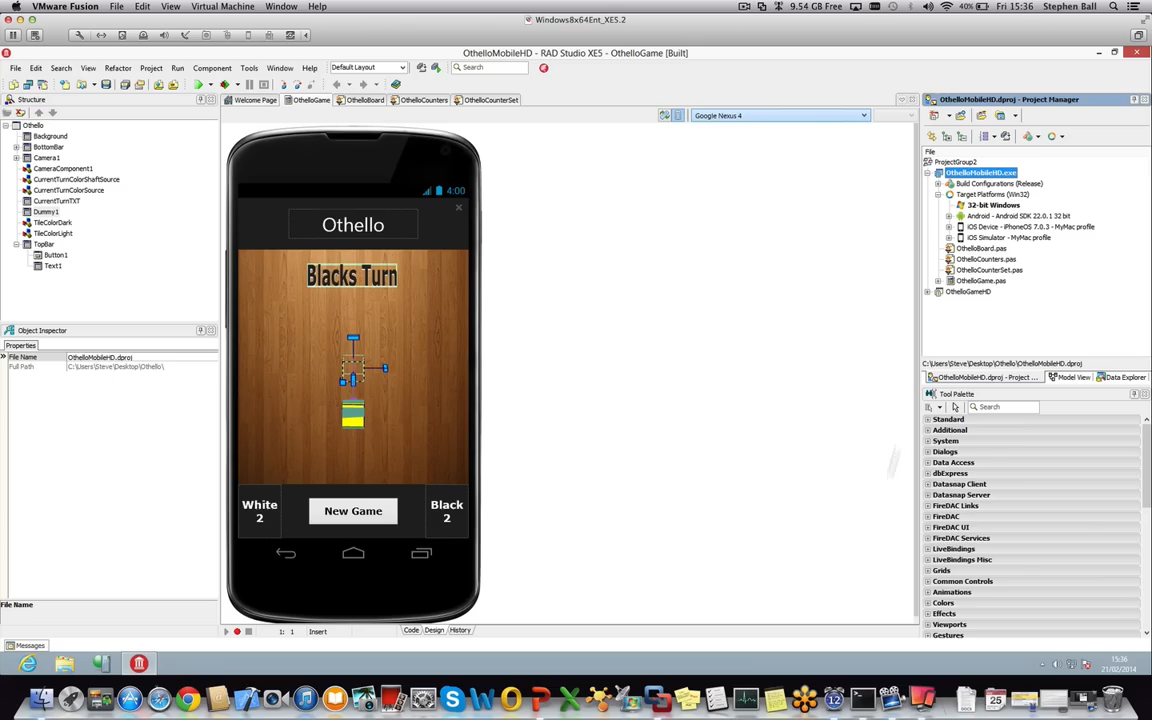 VMware Fusion File Edit View Virtual Machine Window Help 9.54 GB Free 40% Fri 15:36 Stephen Ball
Windows8x64Ent_XE5.2
OthelloMobileHD - RAD Studio XE5 - OthelloGame [Built]
File Edit Search View Refactor Project Run Component Tools Window Help Default Layout Search
Structure
Welcome Page OthelloGame OthelloBoard OthelloCounters OthelloCounterSet
OthelloMobileHD.dproj - Project Manager
Google Nexus 4
Othello
Background
BottomBar
Camera1
CameraComponent1
CurrentTurnColorShaftSource
CurrentTurnColorSource
CurrentTurnTXT
Dummy1
TileColorDark
TileColorLight
TopBar
Button1
Text1
Object Inspector
Properties
File Name OthelloMobileHD.dproj
Full Path C:\Users\Steve\Desktop\Othello\
File Name
Messages
4:00
Othello
Blacks Turn
White
2
New Game
Black
2
1: 1 Insert Code Design History
File
ProjectGroup2
OthelloMobileHD.exe
Build Configurations (Release)
Target Platforms (Win32)
32-bit Windows
Android - Android SDK 22.0.1 32 bit
iOS Device - iPhoneOS 7.0.3 - MyMac profile
iOS Simulator - MyMac profile
OthelloBoard.pas
OthelloCounters.pas
OthelloCounterSet.pas
OthelloGame.pas
OthelloGameHD
C:\Users\Steve\Desktop\Othello\OthelloMobileHD.dproj
OthelloMobileHD.dproj - Project ... Model View Data Explorer
Tool Palette
Search
Standard
Additional
System
Dialogs
Data Access
dbExpress
Datasnap Client
Datasnap Server
FireDAC Links
FireDAC
FireDAC UI
FireDAC Services
LiveBindings
LiveBindings Misc
Grids
Common Controls
Animations
Colors
Effects
Viewports
Gestures
15:36
21/02/2014